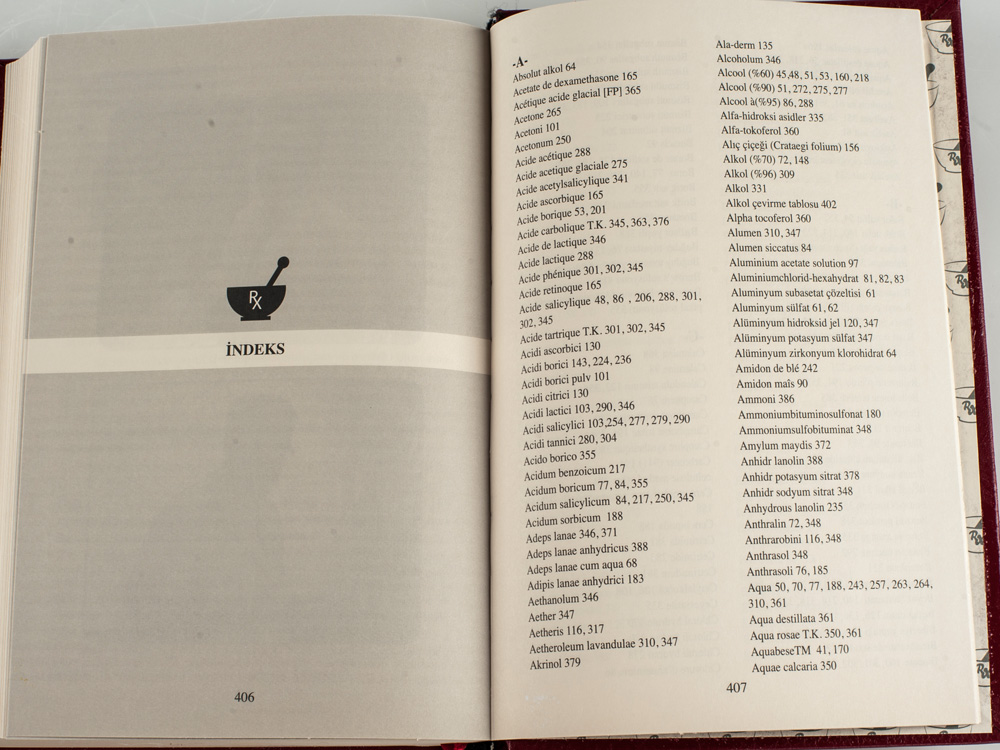 RX
İNDEKS
406
-A-
Absolut alkol 64
Acetate de dexamethasone 165
Acétique acide glacial [FP] 365
Acetone 265
Acetoni 101
Acetonum 250
Acide acétique 288
Acide acetique glaciale 275
Acide acetylsalicylique 341
Acide ascorbique 165
Acide borique 53, 201
Acide carbolique T.K. 345, 363, 376
Acide de lactique 346
Acide lactique 288
Acide phénique 301, 302, 345
Acide retinoque 165
Acide salicylique 48, 86 , 206, 288, 301,
302, 345
Acide tartrique T.K. 301, 302, 345
Acidi ascorbici 130
Acidi borici 143, 224, 236
Acidi borici pulv 101
Acidi citrici 130
Acidi lactici 103, 290, 346
Acidi salicylici 103,254, 277, 279, 290
Acidi tannici 280, 304
Acido borico 355
Acidum benzoicum 217
Acidum boricum 77, 84, 355
Acidum salicylicum 84, 217, 250, 345
Acidum sorbicum 188
Adeps lanae 346, 371
Adeps lanae anhydricus 388
Adeps lanae cum aqua 68
Adipis lanae anhydrici 183
Aethanolum 346
Aether 347
Aetheris 116, 317
Aetheroleum lavandulae 310, 347
Akrinol 379
Ala-derm 135
Alcoholum 346
Alcool (%60) 45,48, 51, 53, 160, 218
Alcool (%90) 51, 272, 275, 277
Alcool à(%95) 86, 288
Alfa-hidroksi asidler 335
Alfa-tokoferol 360
Alıç çiçeği (Crataegi folium) 156
Alkol (%70) 72, 148
Alkol (%96) 309
Alkol 331
Alkol çevirme tablosu 402
Alpha tocoferol 360
Alumen 310, 347
Alumen siccatus 84
Aluminium acetate solution 97
Aluminiumchlorid-hexahydrat 81, 82, 83
Alüminyum subasetat çözeltisi 61
Alüminyum sülfat 61, 62
Alüminyum hidroksid jel 120, 347
Alüminyum potasyum sülfat 347
Alüminyum zirkonyum klorohidrat 64
Amidon de blé 242
Amidon maîs 90
Ammoni 386
Ammoniumbituminosulfonat 180
Ammoniumsulfobituminat 348
Amylum maydis 372
Anhidr lanolin 388
Anhidr potasyum sitrat 378
Anhidr sodyum sitrat 348
Anhydrous lanolin 235
Anthralin 72, 348
Anthrarobini 116, 348
Anthrasol 348
Anthrasoli 76, 185
Aqua 50, 70, 77, 188, 243, 257, 263, 264,
310, 361
Aqua destillata 361
Aqua rosae T.K. 350, 361
AquabeseTM 41, 170
Aquae calcaria 350
407